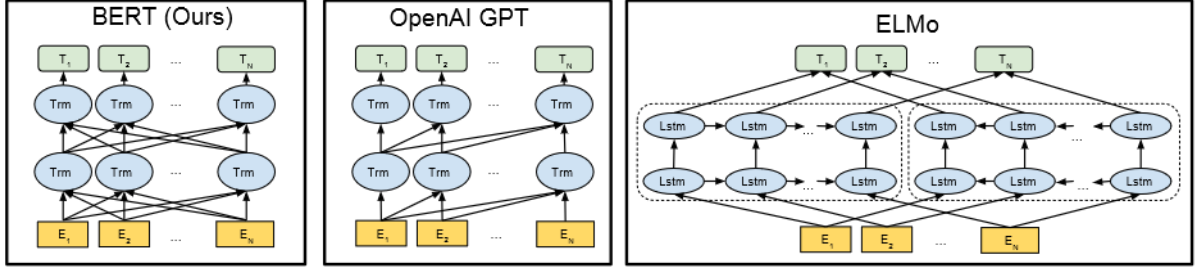 BERT (Ours)
T1 T2 ... TN
Trm Trm ... Trm
Trm Trm ... Trm
E1 E2 ... EN
OpenAI GPT
T1 T2 ... TN
Trm Trm ... Trm
Trm Trm ... Trm
E1 E2 ... EN
ELMo
T1 T2 ... TN
Lstm Lstm ... Lstm Lstm Lstm ... Lstm
Lstm Lstm ... Lstm Lstm Lstm ... Lstm
E1 E2 ... EN